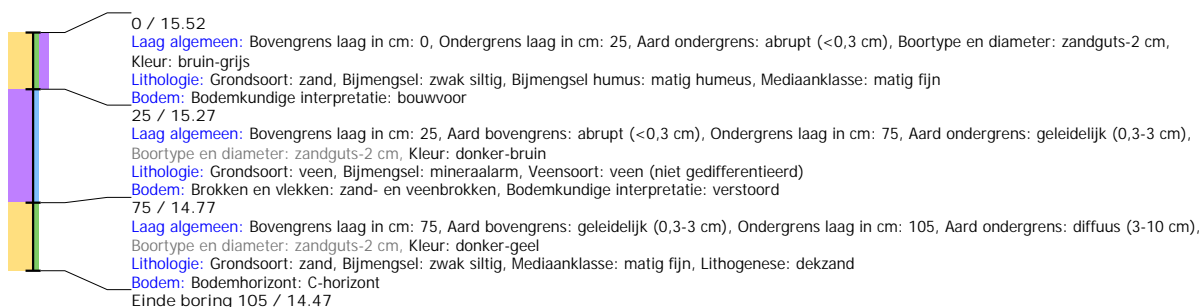 0 / 15.52
Laag algemeen: Bovengrens laag in cm: 0, Ondergrens laag in cm: 25, Aard ondergrens: abrupt (<0,3 cm), Boortype en diameter: zandguts-2 cm,
Kleur: bruin-grijs
Lithologie: Grondsoort: zand, Bijmengsel: zwak siltig, Bijmengsel humus: matig humeus, Mediaanklasse: matig fijn
Bodem: Bodemkundige interpretatie: bouwvoor
25 / 15.27
Laag algemeen: Bovengrens laag in cm: 25, Aard bovengrens: abrupt (<0,3 cm), Ondergrens laag in cm: 75, Aard ondergrens: geleidelijk (0,3-3 cm),
Boortype en diameter: zandguts-2 cm, Kleur: donker-bruin
Lithologie: Grondsoort: veen, Bijmengsel: mineraalarm, Veensoort: veen (niet gedifferentieerd)
Bodem: Brokken en vlekken: zand- en veenbrokken, Bodemkundige interpretatie: verstoord
75 / 14.77
Laag algemeen: Bovengrens laag in cm: 75, Aard bovengrens: geleidelijk (0,3-3 cm), Ondergrens laag in cm: 105, Aard ondergrens: diffuus (3-10 cm),
Boortype en diameter: zandguts-2 cm, Kleur: donker-geel
Lithologie: Grondsoort: zand, Bijmengsel: zwak siltig, Mediaanklasse: matig fijn, Lithogenese: dekzand
Bodem: Bodemhorizont: C-horizont
Einde boring 105 / 14.47